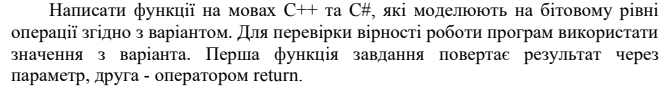 Написати функції на мовах C++ та C#, які моделюють на бітовому рівні
операції згідно з варіантом. Для перевірки вірності роботи програм використати
значення з варіанта. Перша функція завдання повертає результат через
параметр, друга - оператором return.